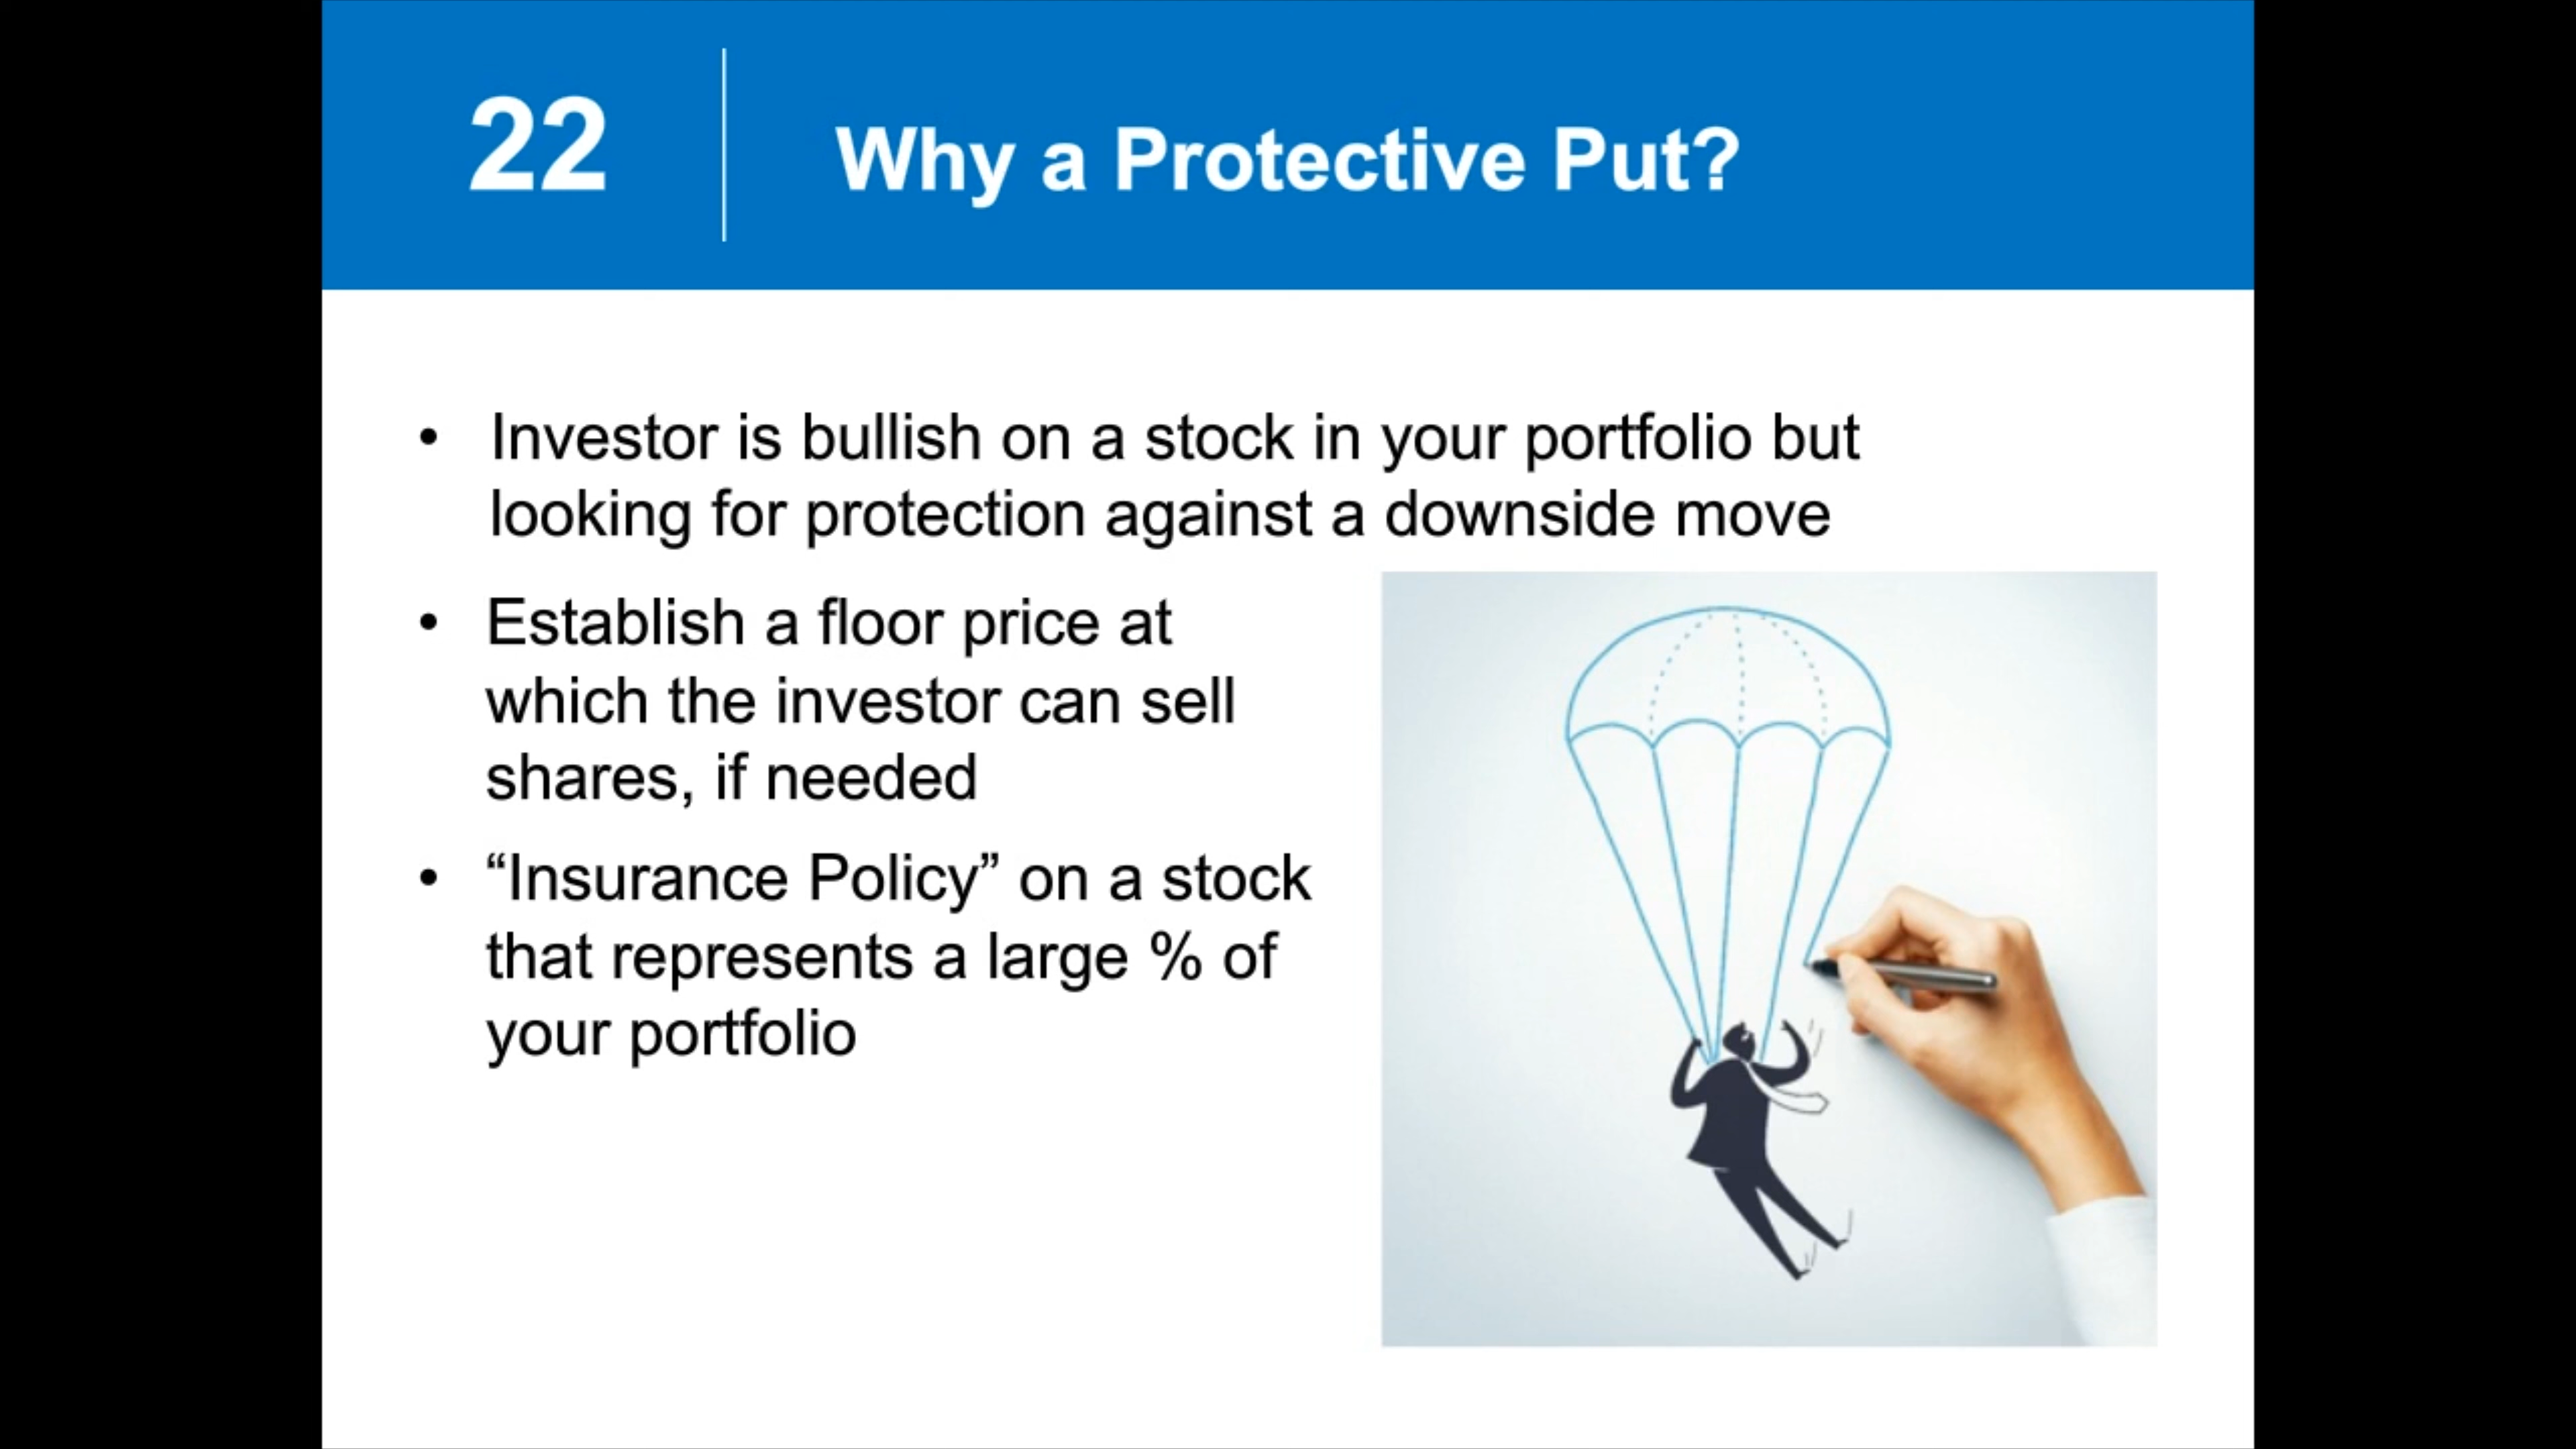 22
Why a Protective Put?
• Investor is bullish on a stock in your portfolio but
looking for protection against a downside move
• Establish a floor price at
which the investor can sell
shares, if needed
• “Insurance Policy” on a stock
that represents a large % of
your portfolio